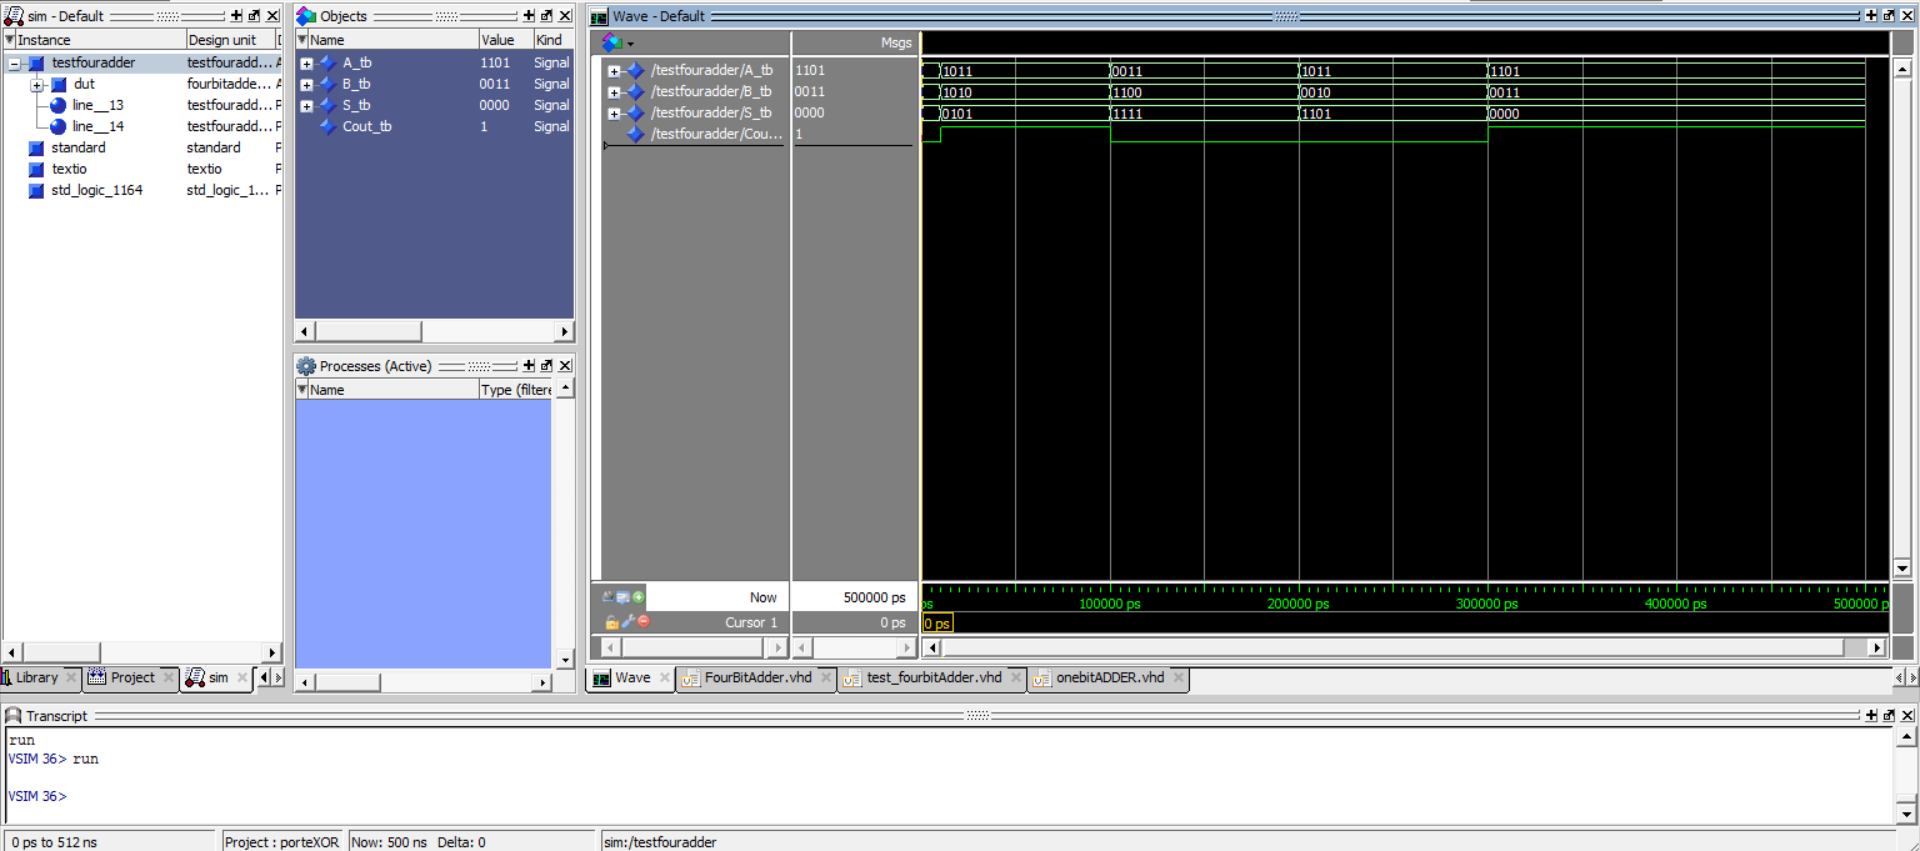 sim - Default
Instance Design unit
testfouradder testfouradd...
dut fourbitadde...
line__13 testfouradd...
line__14 testfouradd...
standard standard
textio textio
std_logic_1164 std_logic_1...
Library Project sim
Objects
Name Value Kind
A_tb 1101 Signal
B_tb 0011 Signal
S_tb 0000 Signal
Cout_tb 1 Signal
Processes (Active)
Name Type (filtere
Wave - Default
Msgs
/testfouradder/A_tb 1101 1011 0011 1011 1101
/testfouradder/B_tb 0011 1010 1100 0010 0011
/testfouradder/S_tb 0000 0101 1111 1101 0000
/testfouradder/Cou... 1
Now 500000 ps ps 100000 ps 200000 ps 300000 ps 400000 ps 500000 p
Cursor 1 0 ps 0 ps
Wave FourBitAdder.vhd test_fourbitAdder.vhd onebitADDER.vhd
Transcript
run
VSIM 36> run
VSIM 36>
0 ps to 512 ns Project : porteXOR Now: 500 ns Delta: 0 sim:/testfouradder